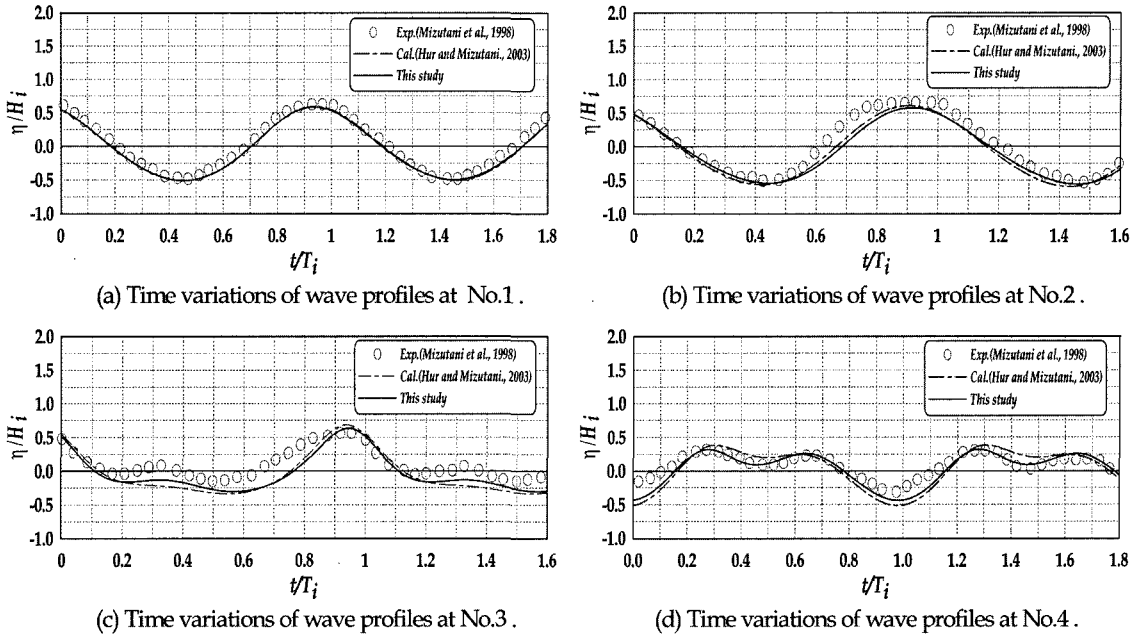 2.0
1.5
1.0
0.5
0.0
-0.5
-1.0
η/H i
Exp.(Mizutani et al., 1998)
Cal.(Hur and Mizutani., 2003)
This study
0 0.2 0.4 0.6 0.8 1 1.2 1.4 1.6 1.8
t/T i
(a) Time variations of wave profiles at No.1 .
2.0
1.5
1.0
0.5
0.0
-0.5
-1.0
η/H i
Exp.(Mizutani et al., 1998)
Cal.(Hur and Mizutani., 2003)
This study
0 0.2 0.4 0.6 0.8 1 1.2 1.4 1.6
t/T i
(b) Time variations of wave profiles at No.2 .
2.0
1.5
1.0
0.5
0.0
-0.5
-1.0
η/H i
Exp.(Mizutani et al., 1998)
Cal.(Hur and Mizutani., 2003)
This study
0 0.2 0.4 0.6 0.8 1 1.2 1.4 1.6
t/T i
(c) Time variations of wave profiles at No.3 .
2.0
1.5
1.0
0.5
0.0
-0.5
-1.0
η/H i
Exp.(Mizutani et al., 1998)
Cal.(Hur and Mizutani., 2003)
This study
0.0 0.2 0.4 0.6 0.8 1.0 1.2 1.4 1.6 1.8
t/T i
(d) Time variations of wave profiles at No.4 .